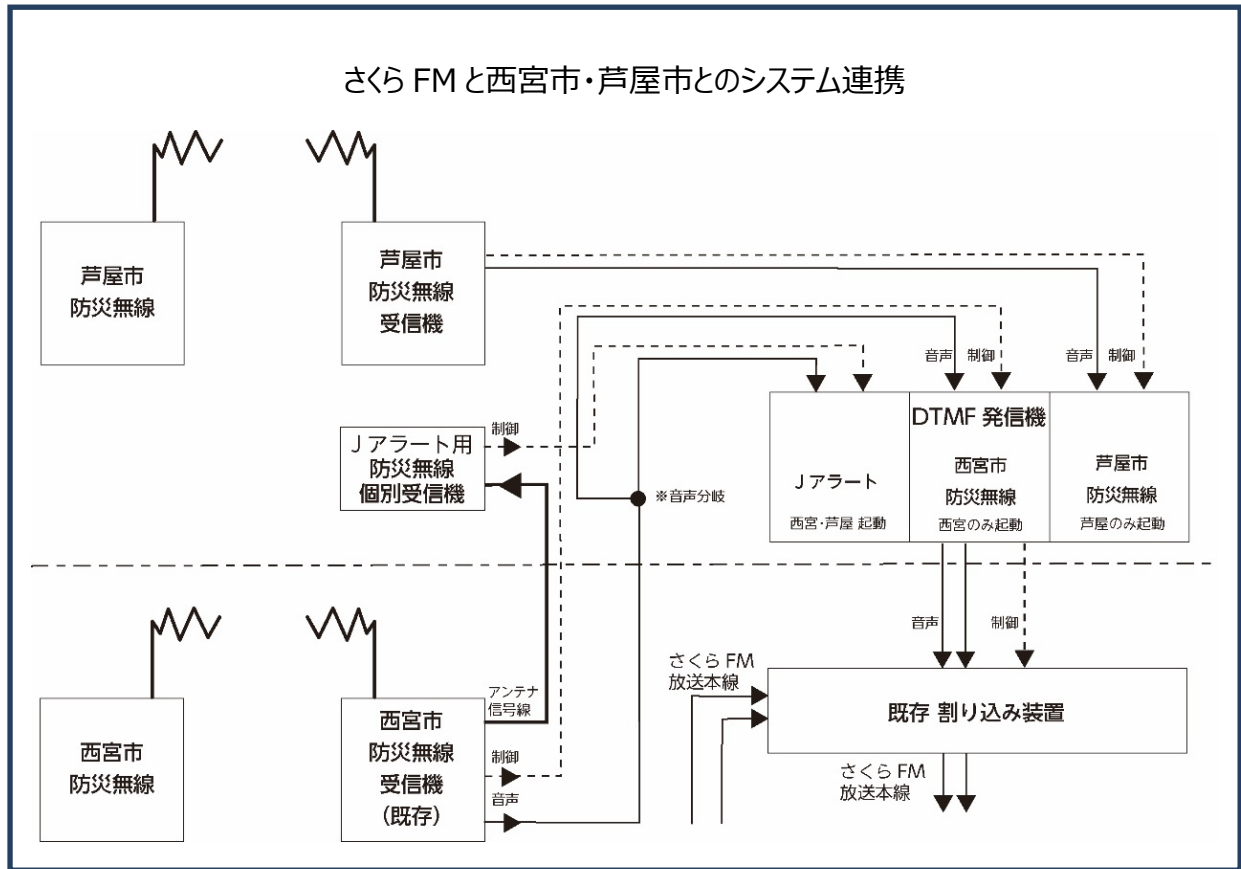 さくら FM と西宮市・芦屋市とのシステム連携
芦屋市
防災無線
芦屋市
防災無線
受信機
音声
制御
音声
制御
Ｊアラート用
防災無線
個別受信機
制御
※音声分岐
DTMF 発信機
Ｊアラート
西宮・芦屋 起動
西宮市
防災無線
西宮のみ起動
芦屋市
防災無線
芦屋のみ起動
西宮市
防災無線
西宮市
防災無線
受信機
(既存)
アンテナ
信号線
制御
音声
音声
制御
さくら FM
放送本線
既存 割り込み装置
さくら FM
放送本線